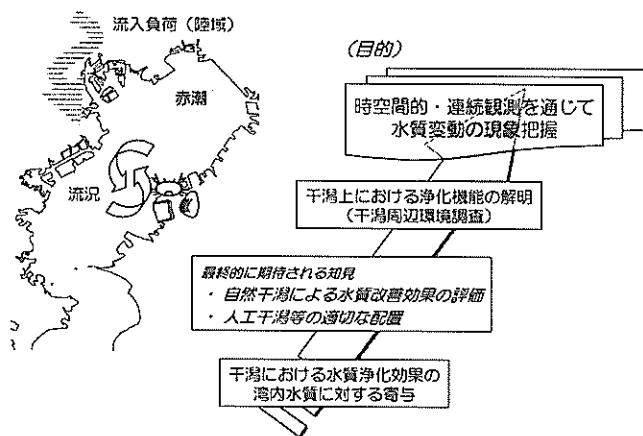 流入負荷（陸域）
赤潮
流況
（目的）
時空間的・連続観測を通じて
水質変動の現象把握
干潟上における浄化機能の解明
（干潟周辺環境調査）
最終的に期待される知見
・ 自然干潟による水質改善効果の評価
・ 人工干潟等の適切な配置
干潟における水質浄化効果の
湾内水質に対する寄与